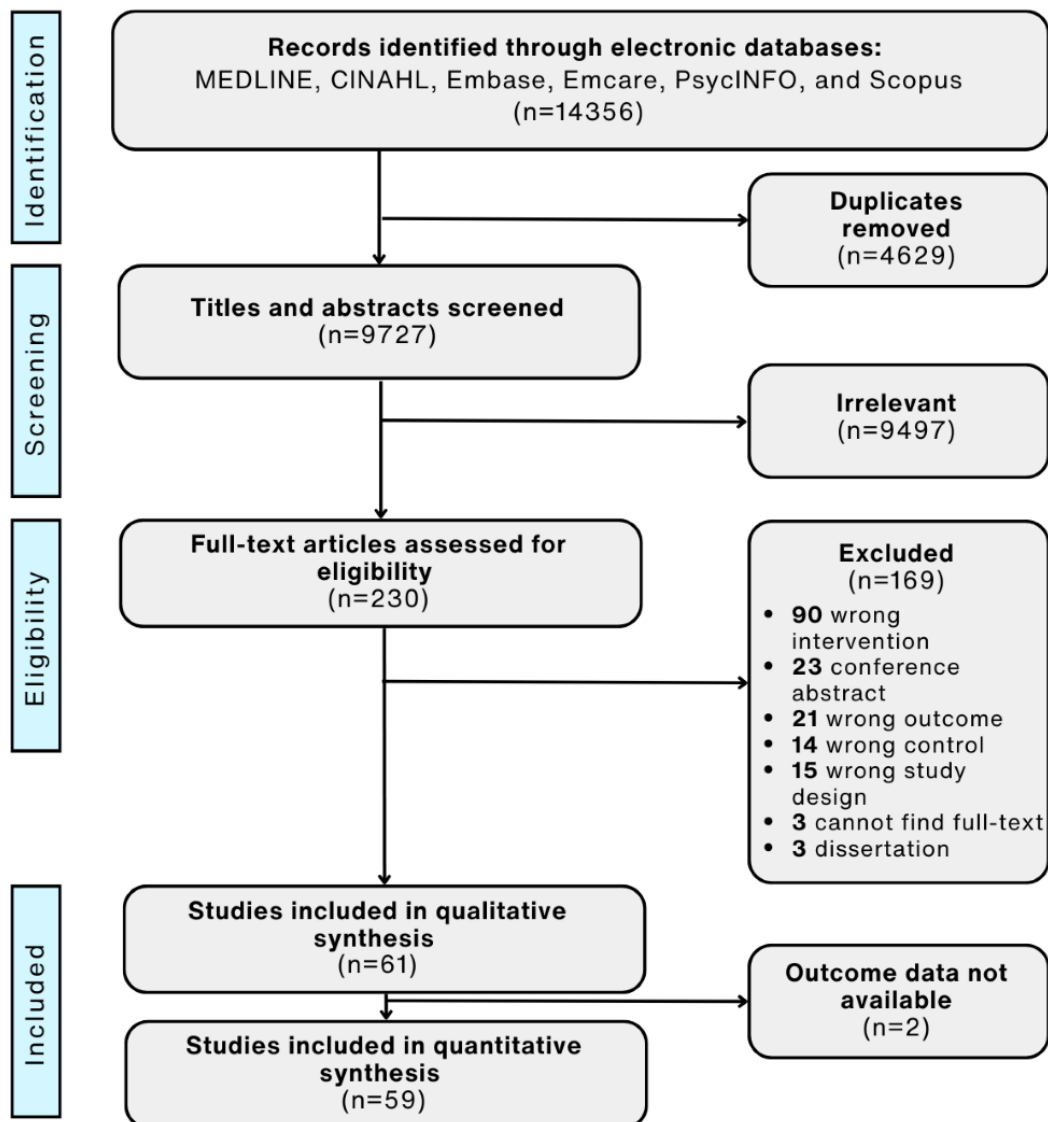 Identification
Records identified through electronic databases:
MEDLINE, CINAHL, Embase, Emcare, PsycINFO, and Scopus
(n=14356)
Duplicates
removed
(n=4629)
Screening
Titles and abstracts screened
(n=9727)
Irrelevant
(n=9497)
Eligibility
Full-text articles assessed for
eligibility
(n=230)
Excluded
(n=169)
• 90 wrong
intervention
• 23 conference
abstract
• 21 wrong outcome
• 14 wrong control
• 15 wrong study
design
• 3 cannot find full-text
• 3 dissertation
Included
Studies included in qualitative
synthesis
(n=61)
Outcome data not
available
(n=2)
Studies included in quantitative
synthesis
(n=59)